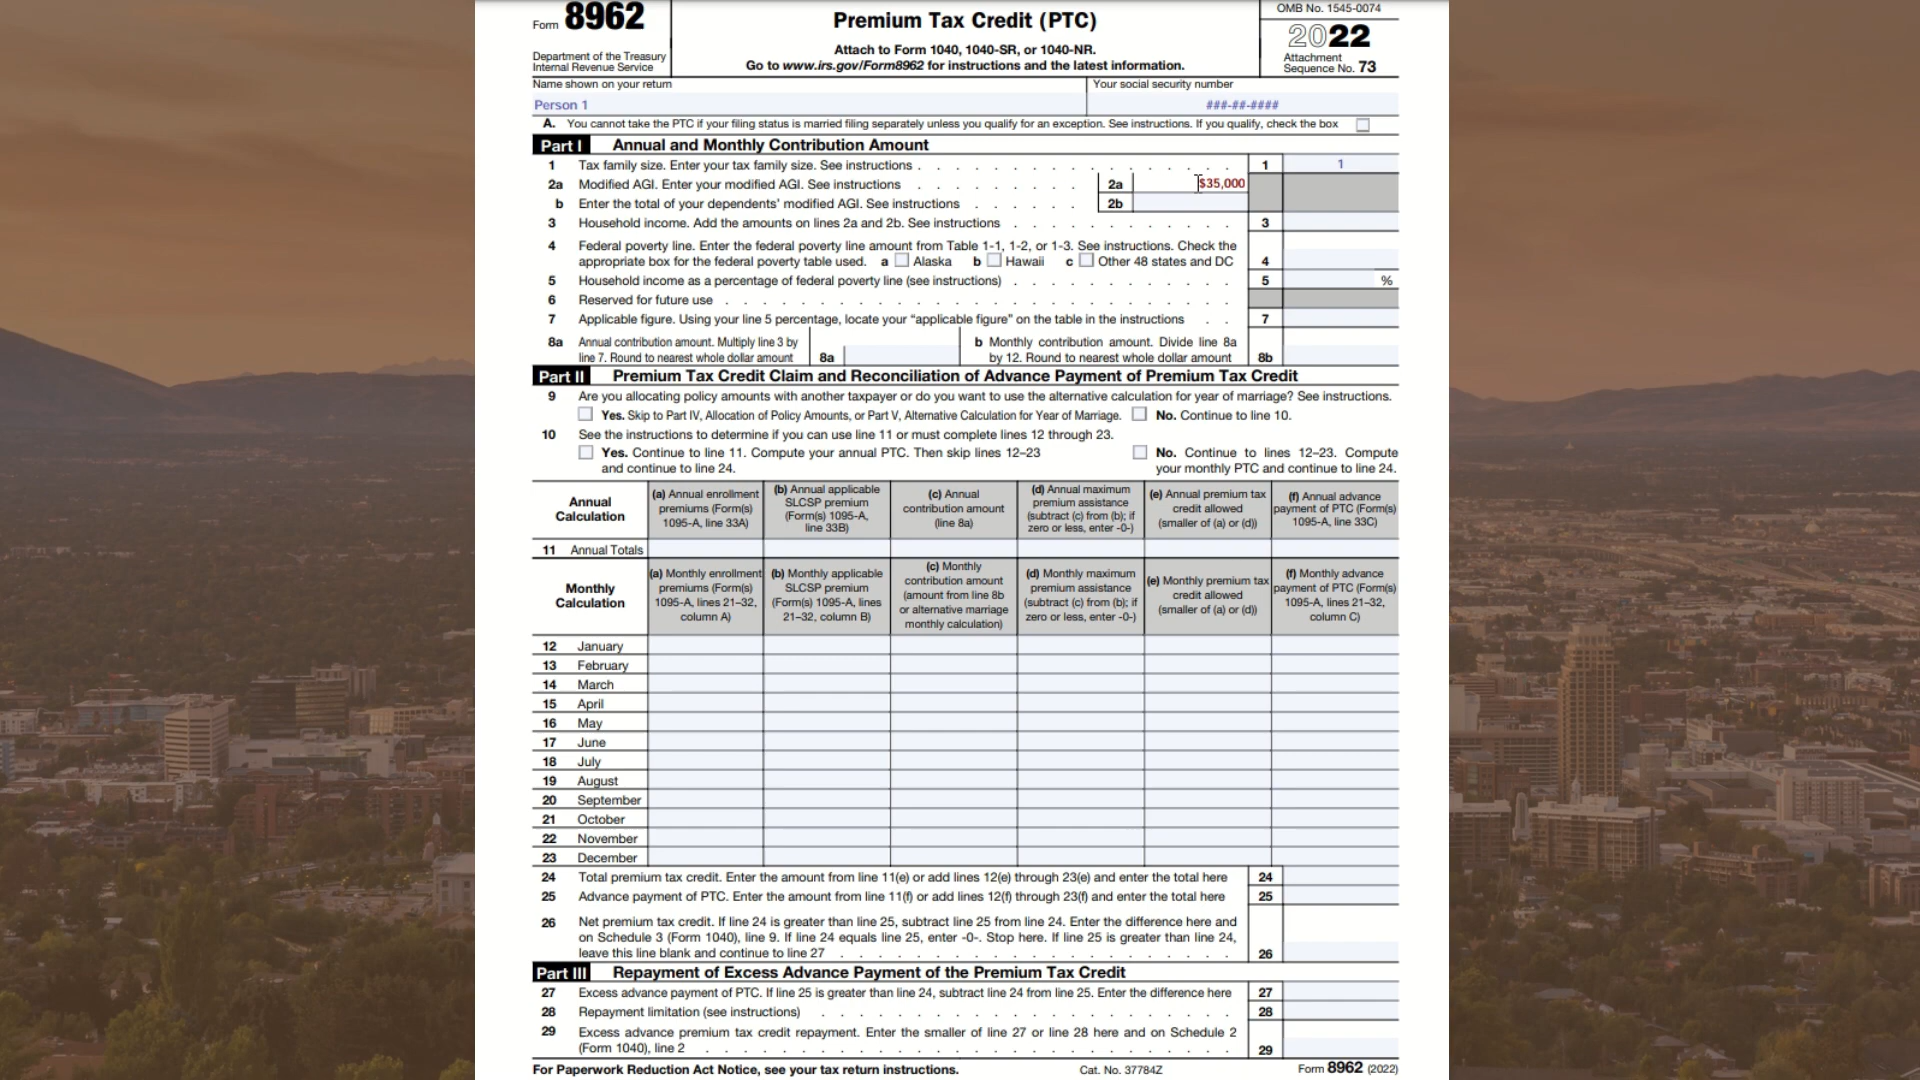 Form 8962
Department of the Treasury
Internal Revenue Service
Premium Tax Credit (PTC)
Attach to Form 1040, 1040-SR, or 1040-NR.
Go to www.irs.gov/Form8962 for instructions and the latest information.
OMB No. 1545-0074
2022
Attachment
Sequence No. 73
Name shown on your return
Your social security number
Person 1
###-##-####
A. You cannot take the PTC if your filing status is married filing separately unless you qualify for an exception. See instructions. If you qualify, check the box
Part I Annual and Monthly Contribution Amount
1 Tax family size. Enter your tax family size. See instructions . . . . . . . . . . . . . . . . . 1 1
2a Modified AGI. Enter your modified AGI. See instructions . . . . . . . . . 2a $35,000
b Enter the total of your dependents’ modified AGI. See instructions . . . . . . 2b
3 Household income. Add the amounts on lines 2a and 2b. See instructions . . . . . . . . . . . . 3
4 Federal poverty line. Enter the federal poverty line amount from Table 1-1, 1-2, or 1-3. See instructions. Check the
appropriate box for the federal poverty table used. a Alaska b Hawaii c Other 48 states and DC 4
5 Household income as a percentage of federal poverty line (see instructions) . . . . . . . . . . . . 5 %
6 Reserved for future use . . . . . . . . . . . . . . . . . . . . . . . . . . .
7 Applicable figure. Using your line 5 percentage, locate your “applicable figure” on the table in the instructions . . 7
8a Annual contribution amount. Multiply line 3 by
line 7. Round to nearest whole dollar amount 8a
b Monthly contribution amount. Divide line 8a
by 12. Round to nearest whole dollar amount 8b
Part II Premium Tax Credit Claim and Reconciliation of Advance Payment of Premium Tax Credit
9 Are you allocating policy amounts with another taxpayer or do you want to use the alternative calculation for year of marriage? See instructions.
Yes. Skip to Part IV, Allocation of Policy Amounts, or Part V, Alternative Calculation for Year of Marriage. No. Continue to line 10.
10 See the instructions to determine if you can use line 11 or must complete lines 12 through 23.
Yes. Continue to line 11. Compute your annual PTC. Then skip lines 12–23
and continue to line 24.
No. Continue to lines 12–23. Compute
your monthly PTC and continue to line 24.
Annual
Calculation
(a) Annual enrollment
premiums (Form(s)
1095-A, line 33A)
(b) Annual applicable
SLCSP premium
(Form(s) 1095-A,
line 33B)
(c) Annual
contribution amount
(line 8a)
(d) Annual maximum
premium assistance
(subtract (c) from (b); if
zero or less, enter -0-)
(e) Annual premium tax
credit allowed
(smaller of (a) or (d))
(f) Annual advance
payment of PTC (Form(s)
1095-A, line 33C)
11 Annual Totals
Monthly
Calculation
(a) Monthly enrollment
premiums (Form(s)
1095-A, lines 21–32,
column A)
(b) Monthly applicable
SLCSP premium
(Form(s) 1095-A, lines
21–32, column B)
(c) Monthly
contribution amount
(amount from line 8b
or alternative marriage
monthly calculation)
(d) Monthly maximum
premium assistance
(subtract (c) from (b); if
zero or less, enter -0-)
(e) Monthly premium tax
credit allowed
(smaller of (a) or (d))
(f) Monthly advance
payment of PTC (Form(s)
1095-A, lines 21–32,
column C)
12 January
13 February
14 March
15 April
16 May
17 June
18 July
19 August
20 September
21 October
22 November
23 December
24 Total premium tax credit. Enter the amount from line 11(e) or add lines 12(e) through 23(e) and enter the total here 24
25 Advance payment of PTC. Enter the amount from line 11(f) or add lines 12(f) through 23(f) and enter the total here 25
26 Net premium tax credit. If line 24 is greater than line 25, subtract line 25 from line 24. Enter the difference here and
on Schedule 3 (Form 1040), line 9. If line 24 equals line 25, enter -0-. Stop here. If line 25 is greater than line 24,
leave this line blank and continue to line 27 . . . . . . . . . . . . . . . . . . . . . 26
Part III Repayment of Excess Advance Payment of the Premium Tax Credit
27 Excess advance payment of PTC. If line 25 is greater than line 24, subtract line 24 from line 25. Enter the difference here 27
28 Repayment limitation (see instructions) . . . . . . . . . . . . . . . . . . . . . . 28
29 Excess advance premium tax credit repayment. Enter the smaller of line 27 or line 28 here and on Schedule 2
(Form 1040), line 2 . . . . . . . . . . . . . . . . . . . . . . . . . . . . 29
For Paperwork Reduction Act Notice, see your tax return instructions.
Cat. No. 37784Z
Form 8962 (2022)